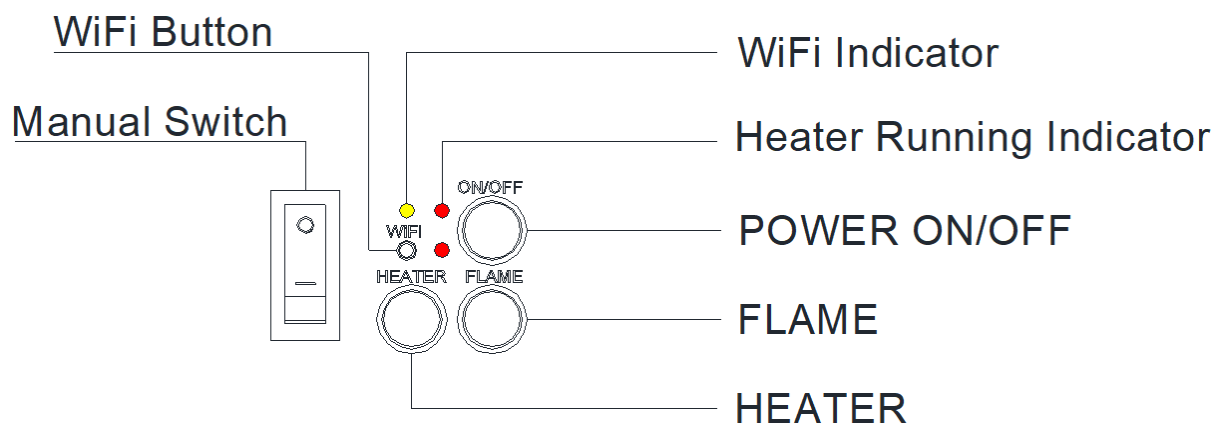 WiFi Button
WiFi Indicator
Manual Switch
Heater Running Indicator
ON/OFF
WIFI
POWER ON/OFF
HEATER
FLAME
FLAME
HEATER